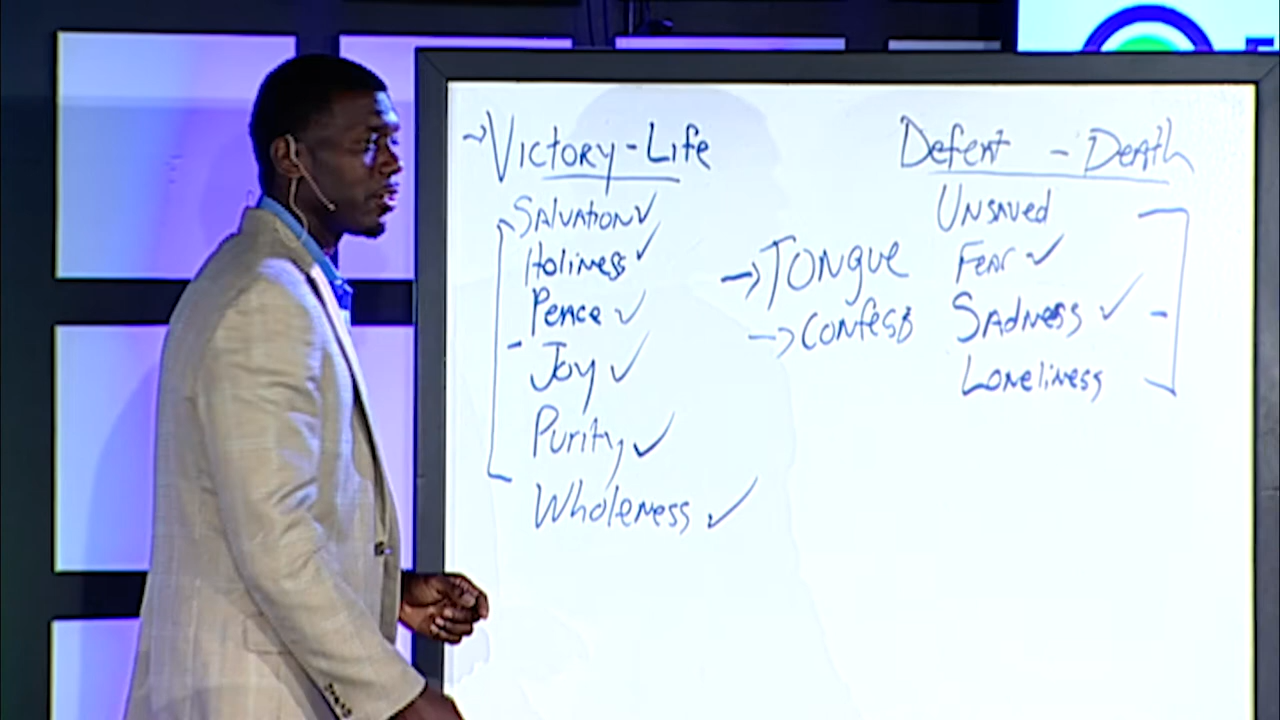 →Victory-Life
Salvation✓
Holiness✓
Peace ✓
Joy ✓
Purity ✓
Wholeness ✓
→Tongue
→Confess
Defeat - Death
Unsaved
Fear ✓
Sadness ✓
Loneliness